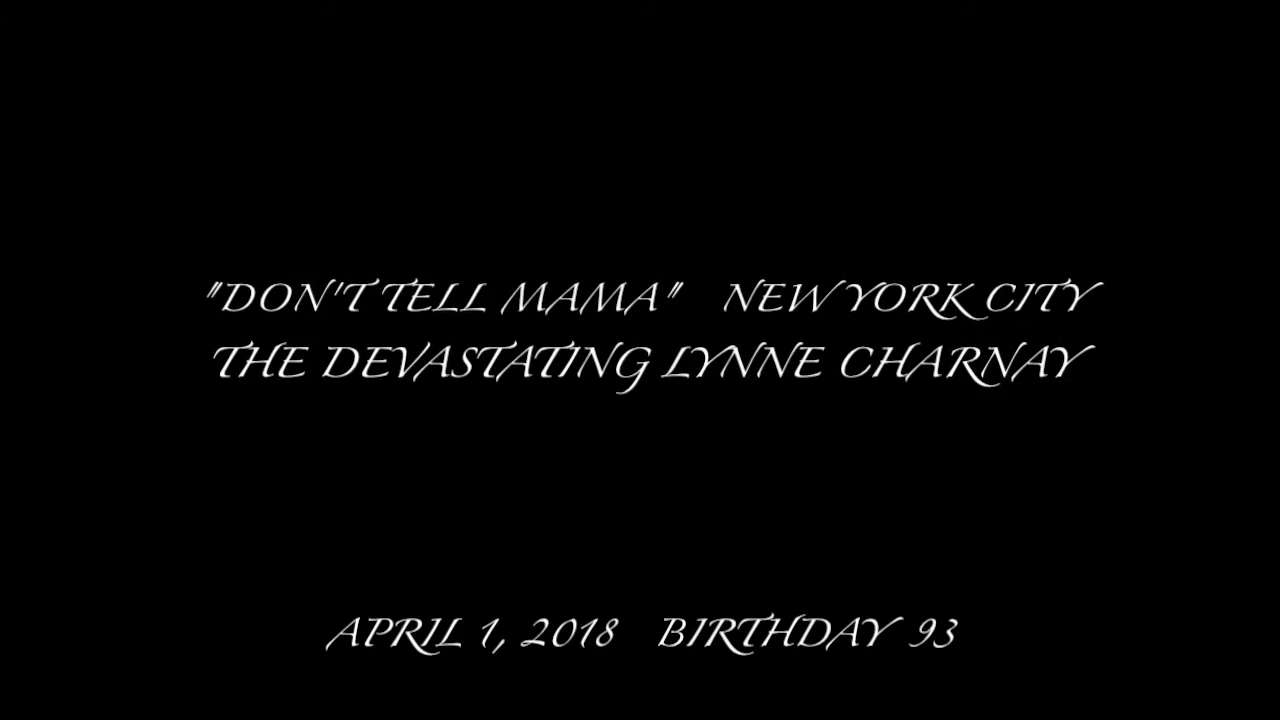 "DON'T TELL MAMA" NEW YORK CITY
THE DEVASTATING LYNNE CHARNAY
APRIL 1, 2018 BIRTHDAY 93